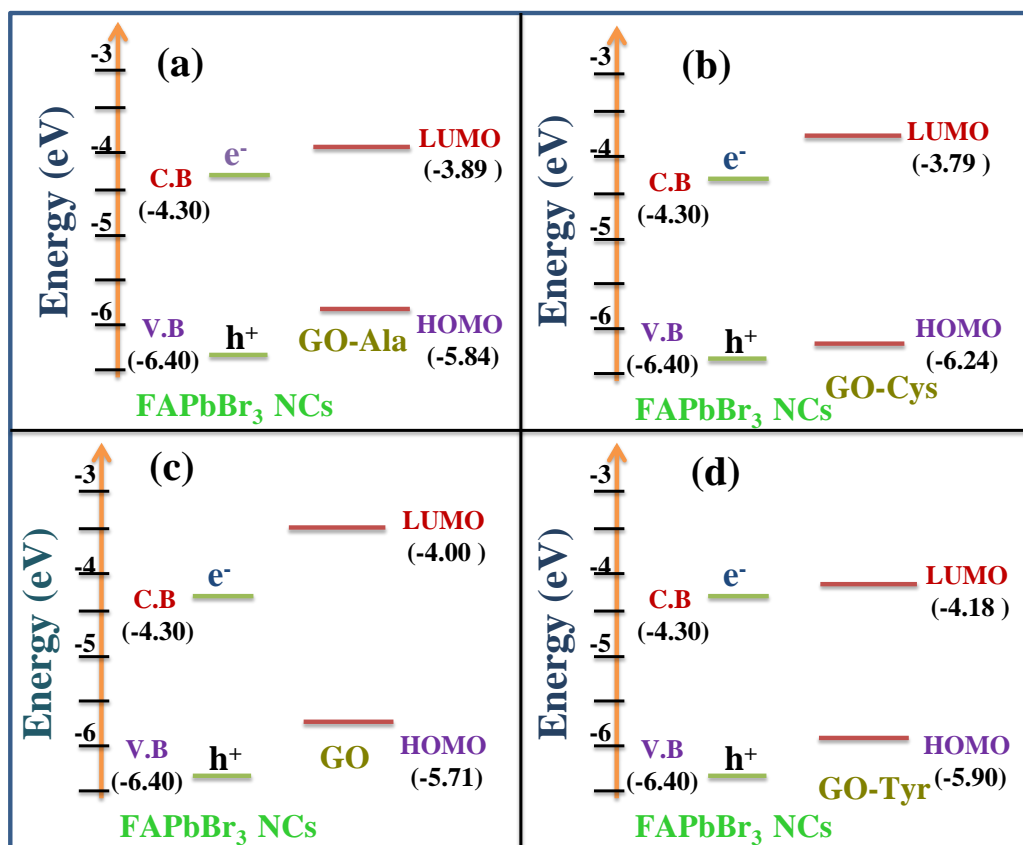 (a)
Energy (eV)
-3
-4
-5
-6
e-
LUMO
(-3.89 )
C.B
(-4.30)
V.B
(-6.40)
h+
GO-Ala
HOMO
(-5.84)
FAPbBr3 NCs
(b)
Energy (eV)
-3
-4
-5
-6
e-
LUMO
(-3.79 )
C.B
(-4.30)
V.B
(-6.40)
h+
HOMO
(-6.24)
GO-Cys
FAPbBr3 NCs
(c)
Energy (eV)
-3
-4
-5
-6
LUMO
(-4.00 )
e-
C.B
(-4.30)
V.B
(-6.40)
h+
GO
HOMO
(-5.71)
FAPbBr3 NCs
(d)
Energy (eV)
-3
-4
-5
-6
e-
LUMO
(-4.18 )
C.B
(-4.30)
V.B
(-6.40)
h+
HOMO
(-5.90)
GO-Tyr
FAPbBr3 NCs